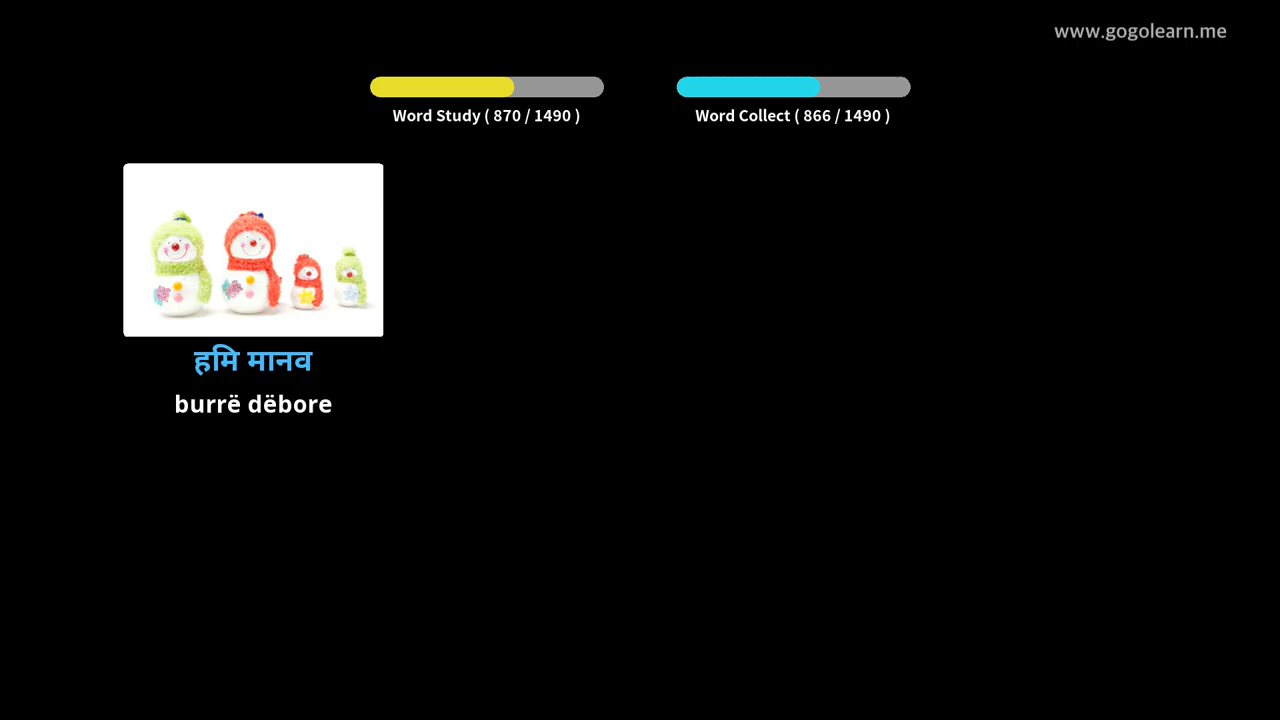 www.gogolearn.me
Word Study ( 870 / 1490 )
Word Collect ( 866 / 1490 )
हमि मानव
burrë dëbore